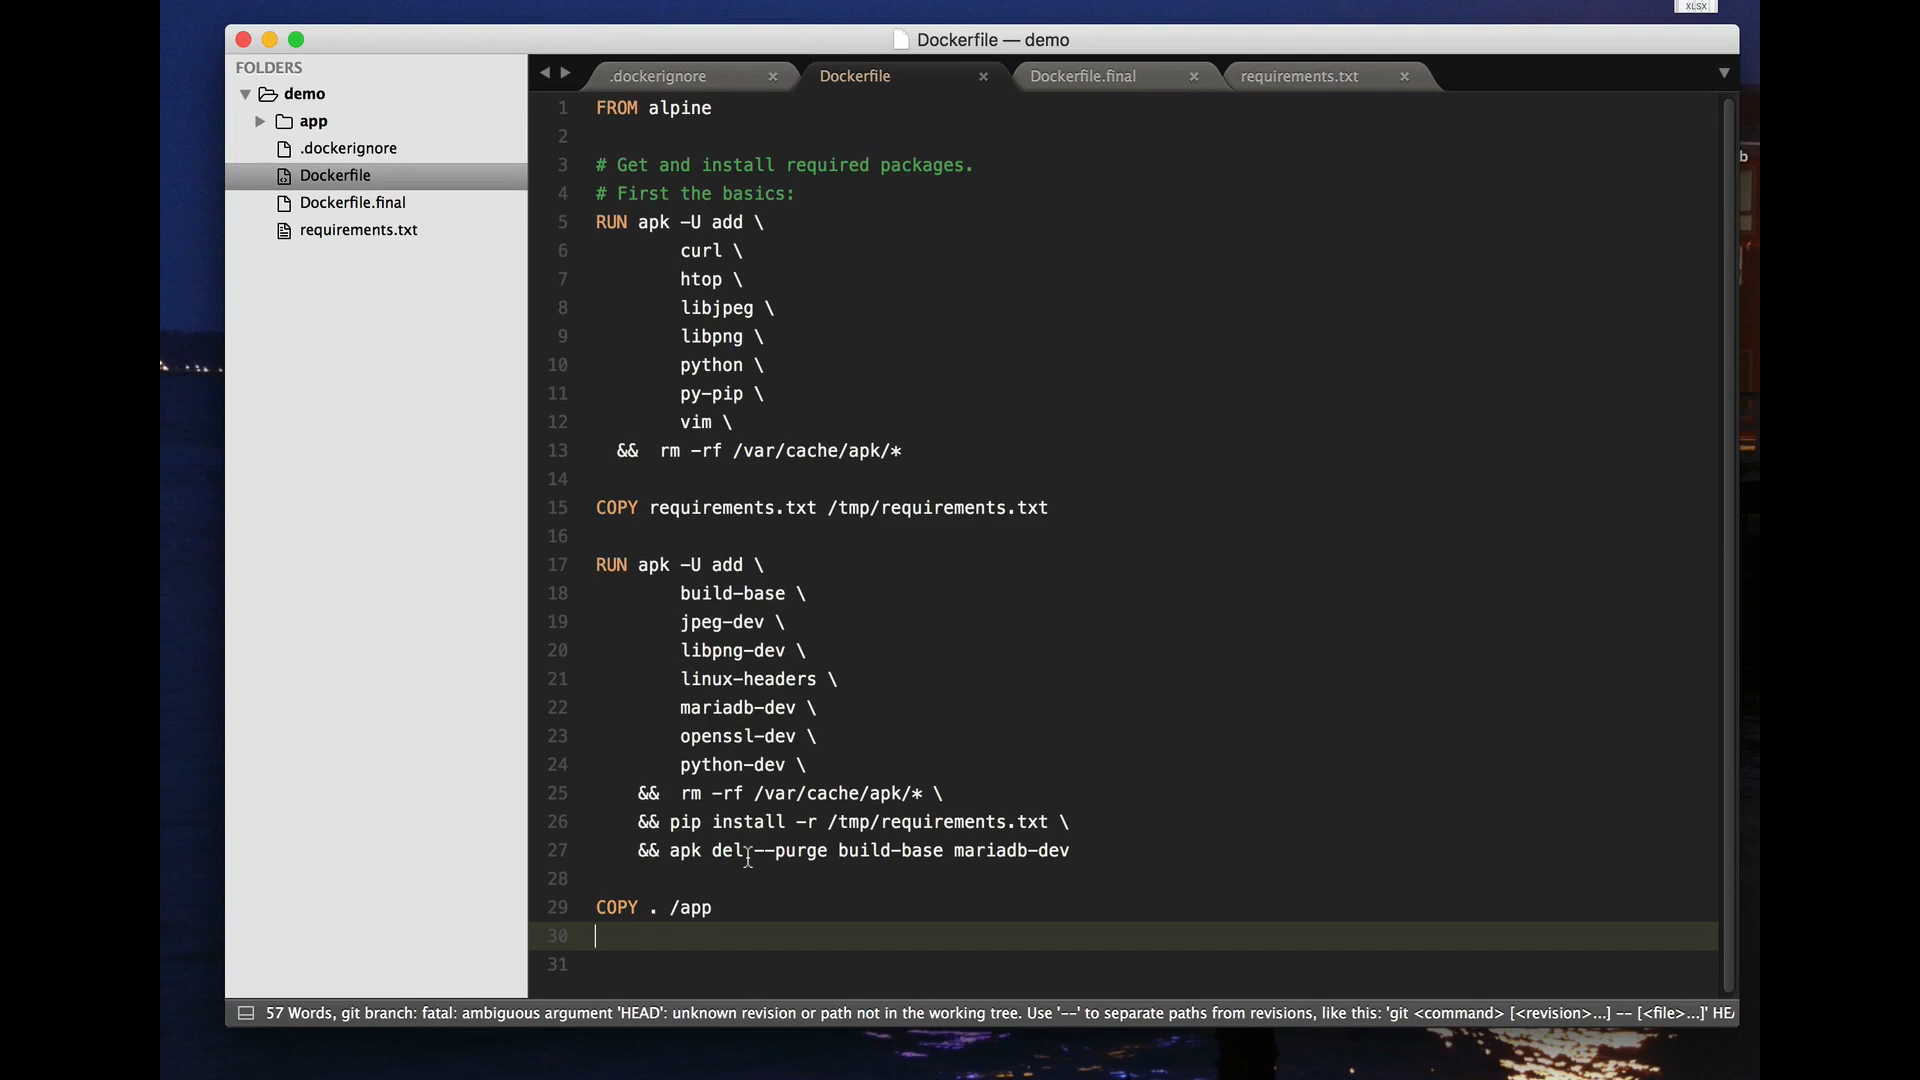 XLSX
Dockerfile — demo
FOLDERS
demo
app
.dockerignore
Dockerfile
Dockerfile.final
requirements.txt
.dockerignore
Dockerfile
Dockerfile.final
requirements.txt
b
1 FROM alpine
2
3 # Get and install required packages.
4 # First the basics:
5 RUN apk -U add \
6 curl \
7 htop \
8 libjpeg \
9 libpng \
10 python \
11 py-pip \
12 vim \
13 && rm -rf /var/cache/apk/*
14
15 COPY requirements.txt /tmp/requirements.txt
16
17 RUN apk -U add \
18 build-base \
19 jpeg-dev \
20 libpng-dev \
21 linux-headers \
22 mariadb-dev \
23 openssl-dev \
24 python-dev \
25 && rm -rf /var/cache/apk/* \
26 && pip install -r /tmp/requirements.txt \
27 && apk del --purge build-base mariadb-dev
28
29 COPY . /app
30
31
57 Words, git branch: fatal: ambiguous argument 'HEAD': unknown revision or path not in the working tree. Use '--' to separate paths from revisions, like this: 'git <command> [<revision>...] -- [<file>...]' HE